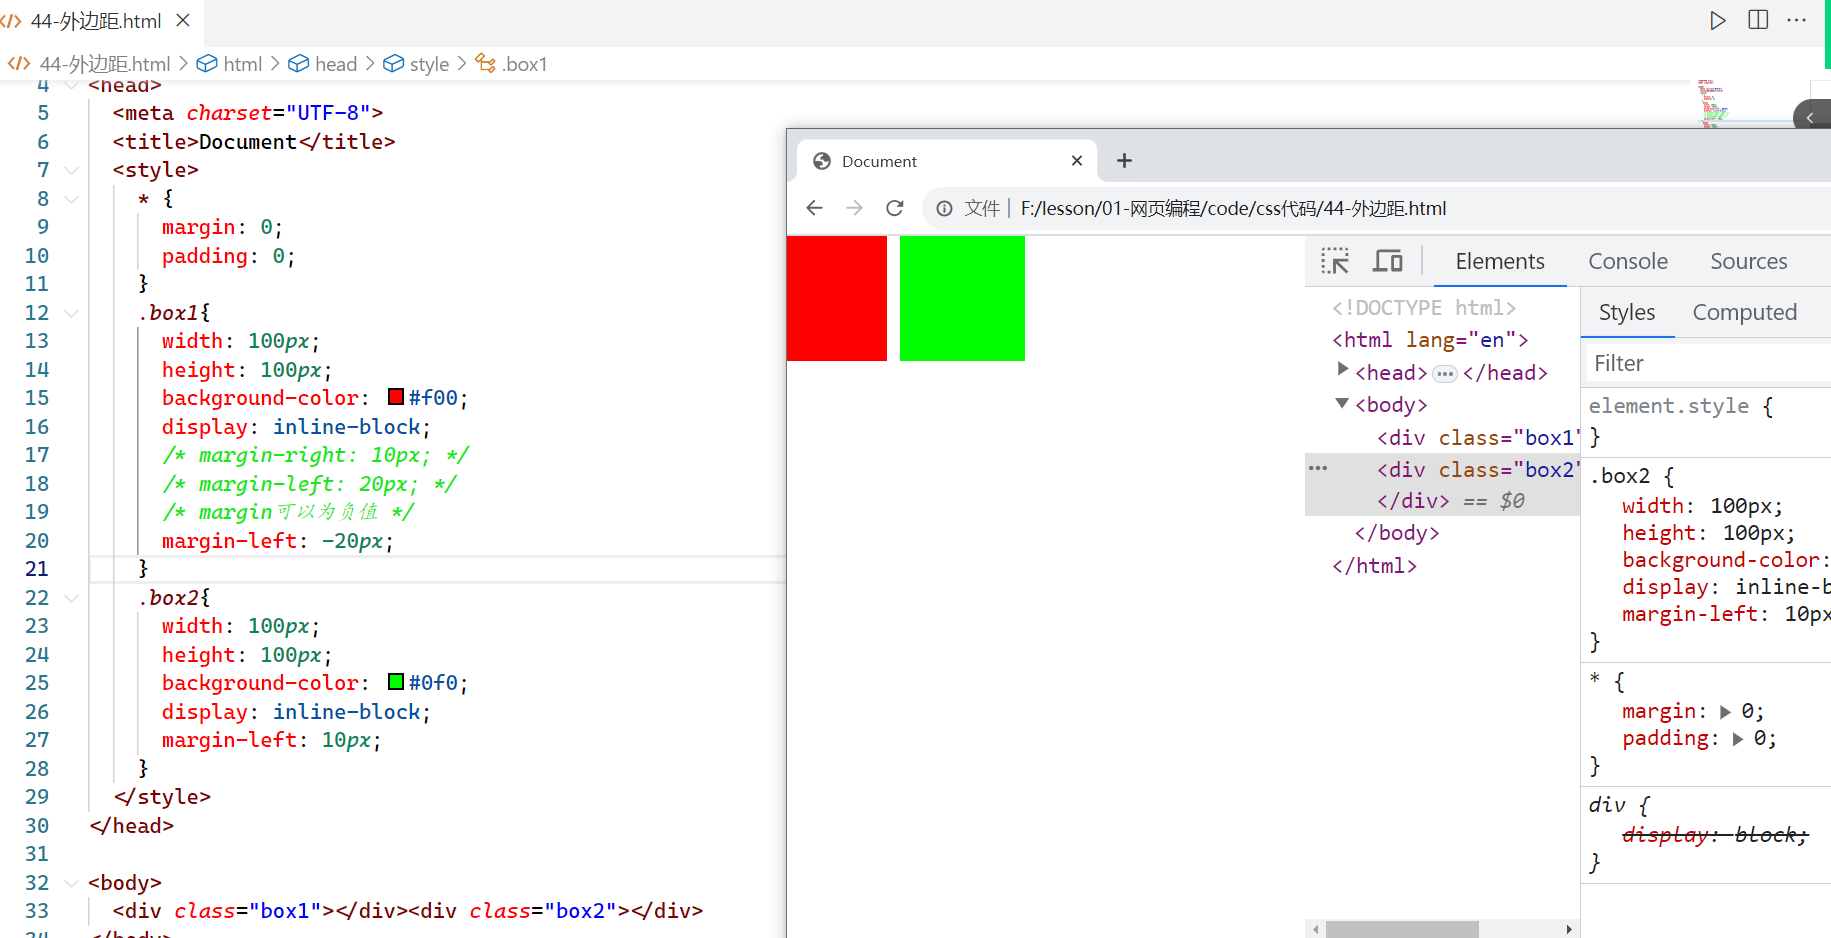 44-外边距.html
44-外边距.html > html > head > style > .box1
4 <head>
5 <meta charset="UTF-8">
6 <title>Document</title>
7 <style>
8 * {
9 margin: 0;
10 padding: 0;
11 }
12 .box1{
13 width: 100px;
14 height: 100px;
15 background-color: #f00;
16 display: inline-block;
17 /* margin-right: 10px; */
18 /* margin-left: 20px; */
19 /* margin可以为负值 */
20 margin-left: -20px;
21 }
22 .box2{
23 width: 100px;
24 height: 100px;
25 background-color: #0f0;
26 display: inline-block;
27 margin-left: 10px;
28 }
29 </style>
30 </head>
31
32 <body>
33 <div class="box1"></div><div class="box2"></div>
Document
文件 | F:/lesson/01-网页编程/code/css代码/44-外边距.html
Elements Console Sources
<!DOCTYPE html>
<html lang="en">
<head> ··· </head>
<body>
<div class="box1"
<div class="box2"
</div> == $0
</body>
</html>
Styles Computed
Filter
element.style {
}
.box2 {
width: 100px;
height: 100px;
background-color:
display: inline-b
margin-left: 10px
}
* {
margin: 0;
padding: 0;
}
div {
display: block;
}